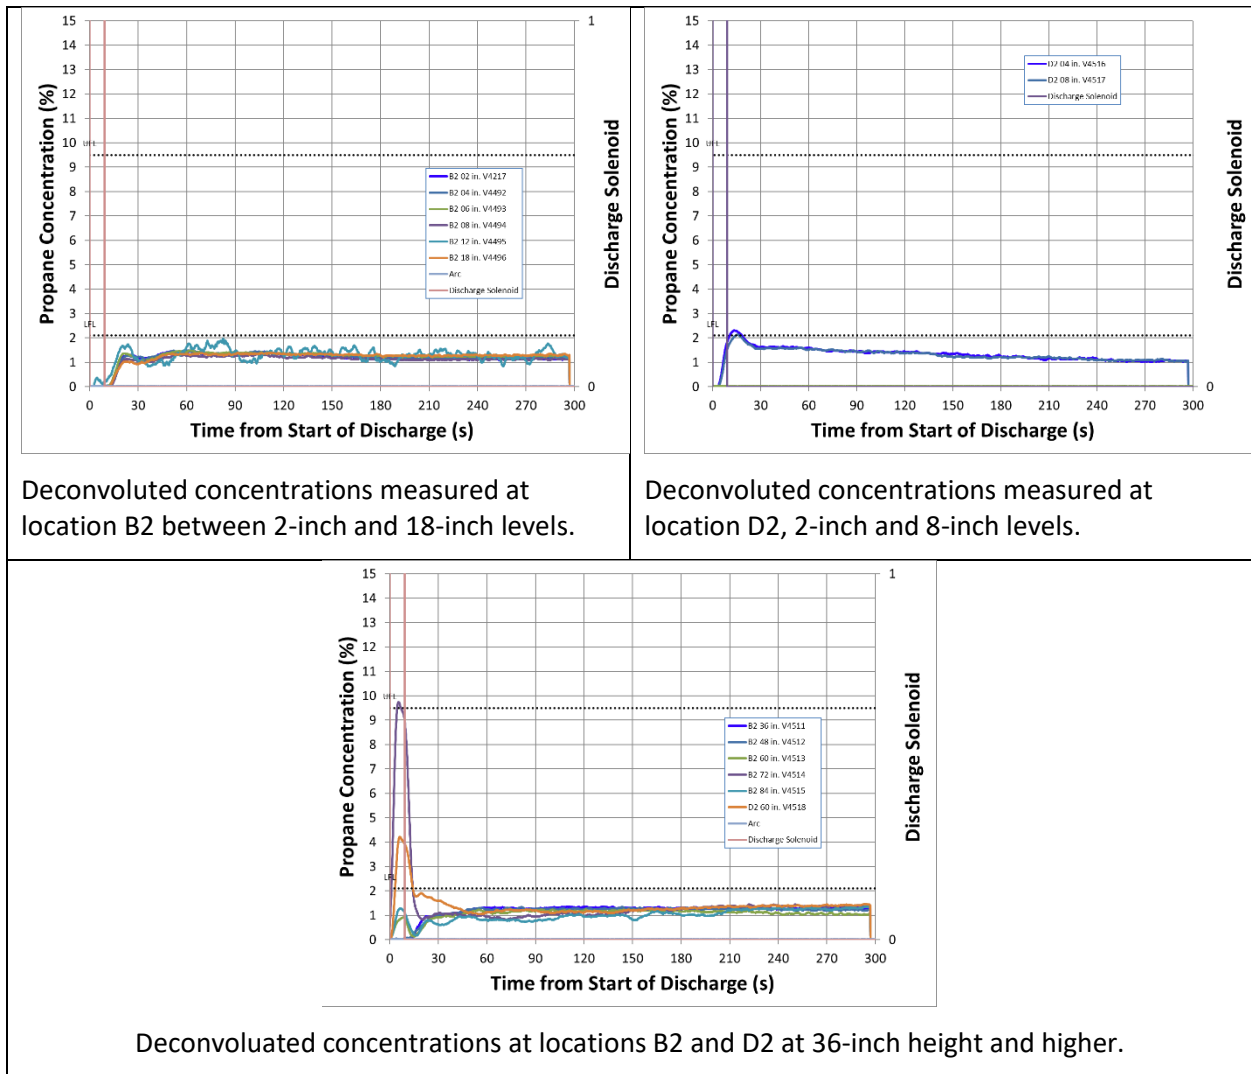 15
14
13
12
11
10
9
8
7
6
5
4
3
2
1
0
Propane Concentration (%)
UFL
LFL
B2 02 in. V4217
B2 04 in. V4492
B2 06 in. V4493
B2 08 in. V4494
B2 12 in. V4495
B2 18 in. V4496
Arc
Discharge Solenoid
1
0
Discharge Solenoid
0 30 60 90 120 150 180 210 240 270 300
Time from Start of Discharge (s)
Deconvoluted concentrations measured at
location B2 between 2-inch and 18-inch levels.
15
14
13
12
11
10
9
8
7
6
5
4
3
2
1
0
Propane Concentration (%)
UFL
LFL
D2 04 in. V4516
D2 08 in. V4517
Discharge Solenoid
1
0
Discharge Solenoid
0 30 60 90 120 150 180 210 240 270 300
Time from Start of Discharge (s)
Deconvoluted concentrations measured at
location D2, 2-inch and 8-inch levels.
15
14
13
12
11
10
9
8
7
6
5
4
3
2
1
0
Propane Concentration (%)
UFL
LFL
B2 36 in. V4511
B2 48 in. V4512
B2 60 in. V4513
B2 72 in. V4514
B2 84 in. V4515
D2 60 in. V4518
Arc
Discharge Solenoid
1
0
Discharge Solenoid
0 30 60 90 120 150 180 210 240 270 300
Time from Start of Discharge (s)
Deconvoluated concentrations at locations B2 and D2 at 36-inch height and higher.